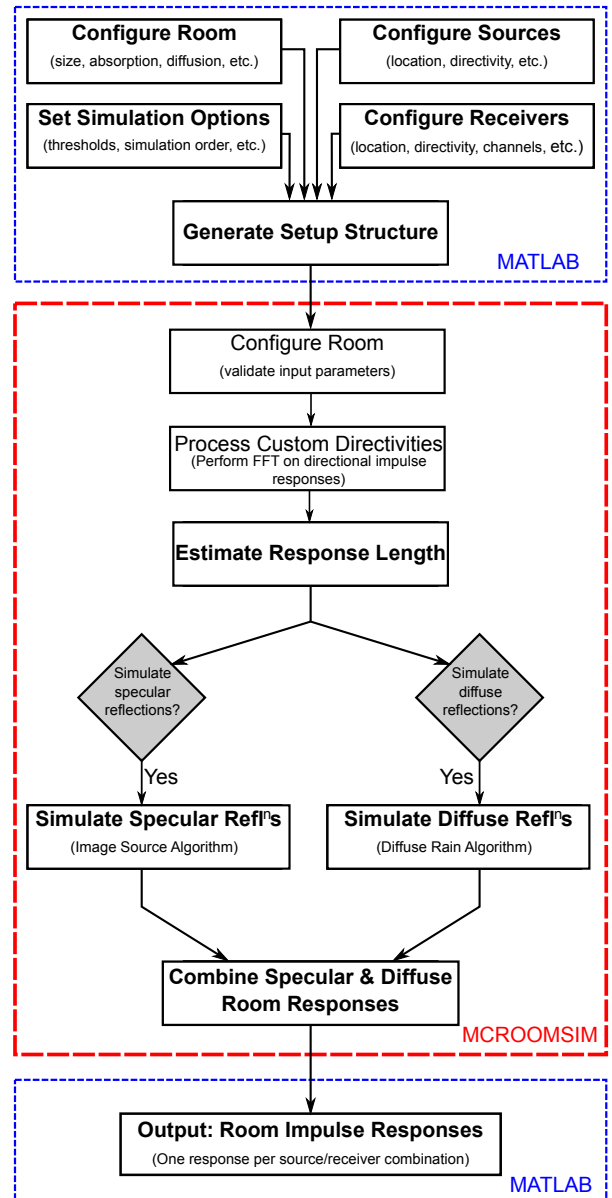 Configure Room
(size, absorption, diffusion, etc.)
Configure Sources
(location, directivity, etc.)
Set Simulation Options
(thresholds, simulation order, etc.)
Configure Receivers
(location, directivity, channels, etc.)
Generate Setup Structure
MATLAB
Configure Room
(validate input parameters)
Process Custom Directivities
(Perform FFT on directional impulse
responses)
Estimate Response Length
Simulate
specular
reflections?
Simulate
diffuse
reflections?
Yes
Yes
Simulate Specular Reflⁿs
(Image Source Algorithm)
Simulate Diffuse Reflⁿs
(Diffuse Rain Algorithm)
Combine Specular & Diffuse
Room Responses
MCROOMSIM
Output: Room Impulse Responses
(One response per source/receiver combination)
MATLAB